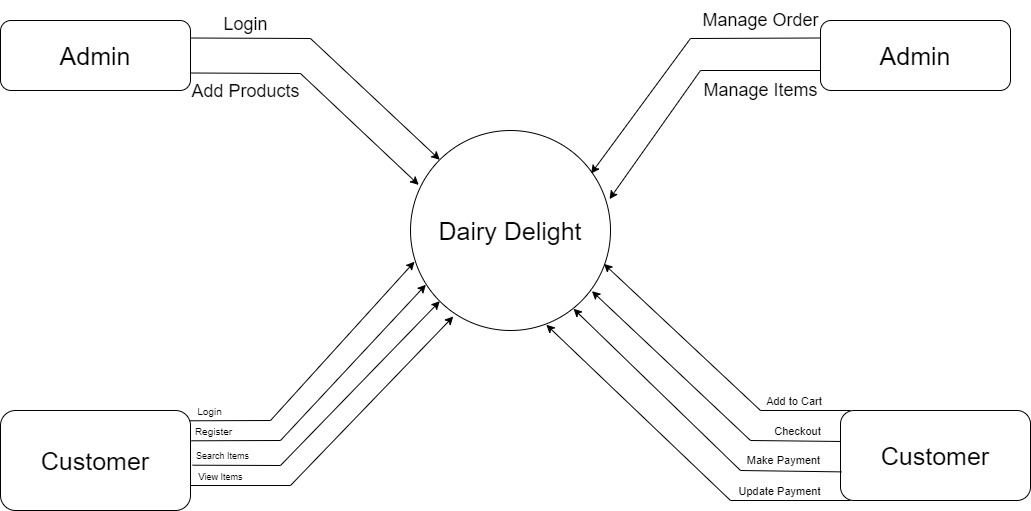 Login
Manage Order
Admin
Admin
Add Products
Manage Items
Dairy Delight
Login
Register
Search Items
View Items
Customer
Add to Cart
Checkout
Make Payment
Update Payment
Customer